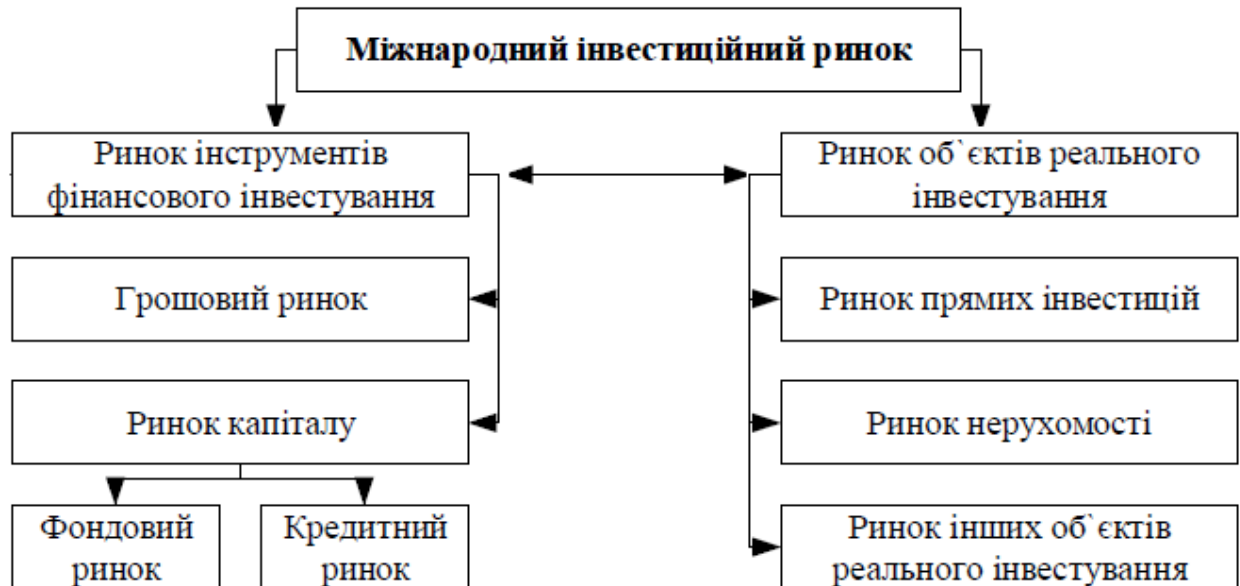 Міжнародний інвестиційний ринок
Ринок інструментів
фінансового інвестування
Ринок об`єктів реального
інвестування
Грошовий ринок
Ринок прямих інвестицій
Ринок капіталу
Ринок нерухомості
Фондовий
ринок
Кредитний
ринок
Ринок інших об`єктів
реального інвестування